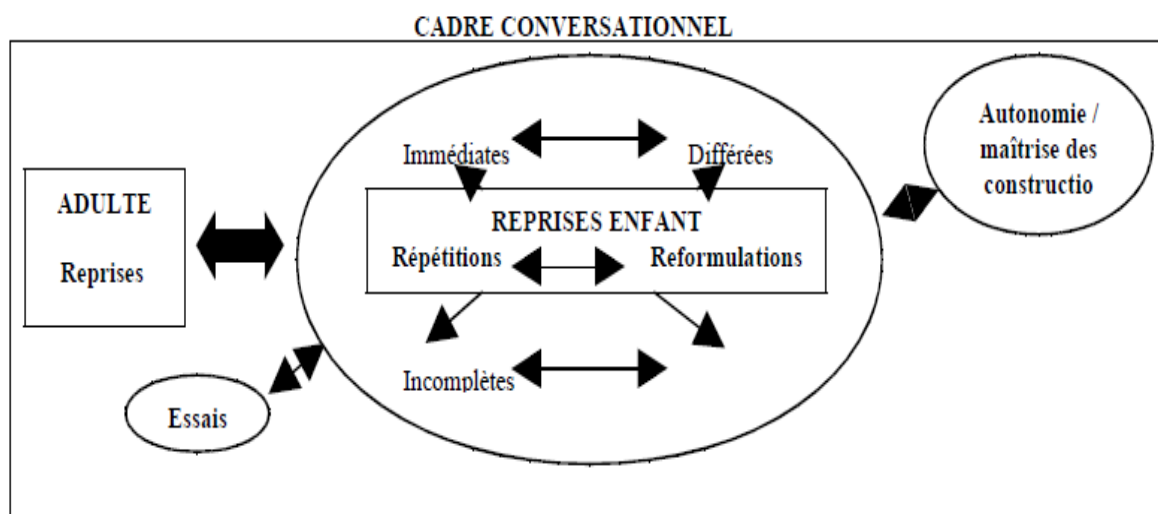 CADRE CONVERSATIONNEL
Autonomie /
maîtrise des
constructio
Immédiates
Différées
ADULTE
Reprises
REPRISES ENFANT
Répétitions
Reformulations
Incomplètes
Essais